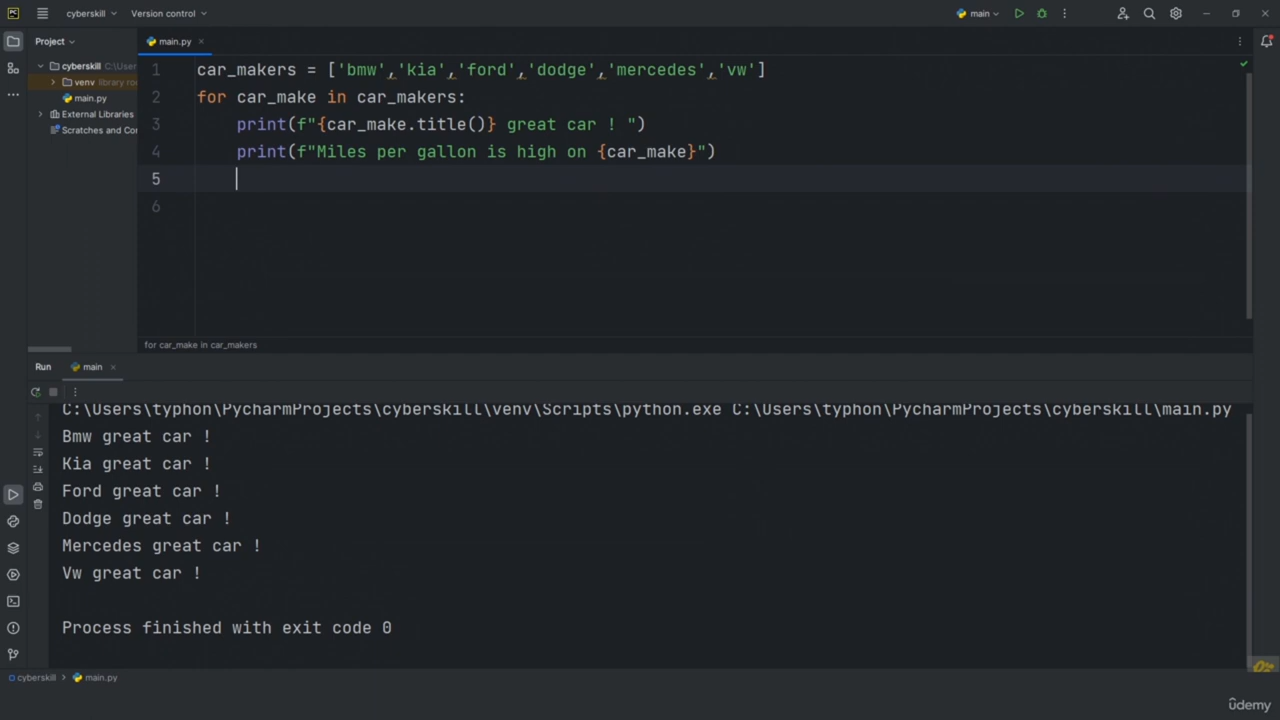 PC cyberskill Version control main
Project main.py
cyberskill C:\User
venv library ro
main.py
External Libraries
Scratches and Con
1 car_makers = ['bmw','kia','ford','dodge','mercedes','vw']
2 for car_make in car_makers:
3 print(f"{car_make.title()} great car ! ")
4 print(f"Miles per gallon is high on {car_make}")
5
6
for car_make in car_makers
Run main
C:\Users\typhon\PycharmProjects\cyberskill\venv\Scripts\python.exe C:\Users\typhon\PycharmProjects\cyberskill\main.py
Bmw great car !
Kia great car !
Ford great car !
Dodge great car !
Mercedes great car !
Vw great car !
Process finished with exit code 0
cyberskill > main.py
ûdemy